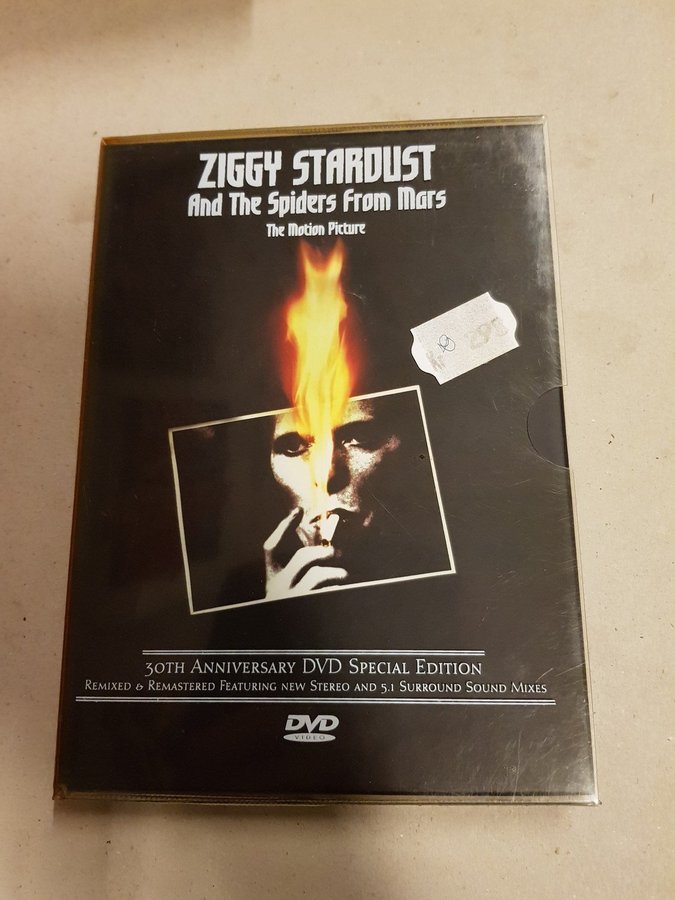 ZIGGY STARDUST
And The Spiders From Mars
The Motion Picture
298
30TH ANNIVERSARY DVD SPECIAL EDITION
REMIXED & REMASTERED FEATURING NEW STEREO AND 5.1 SURROUND SOUND MIXES
DVD
VIDEO